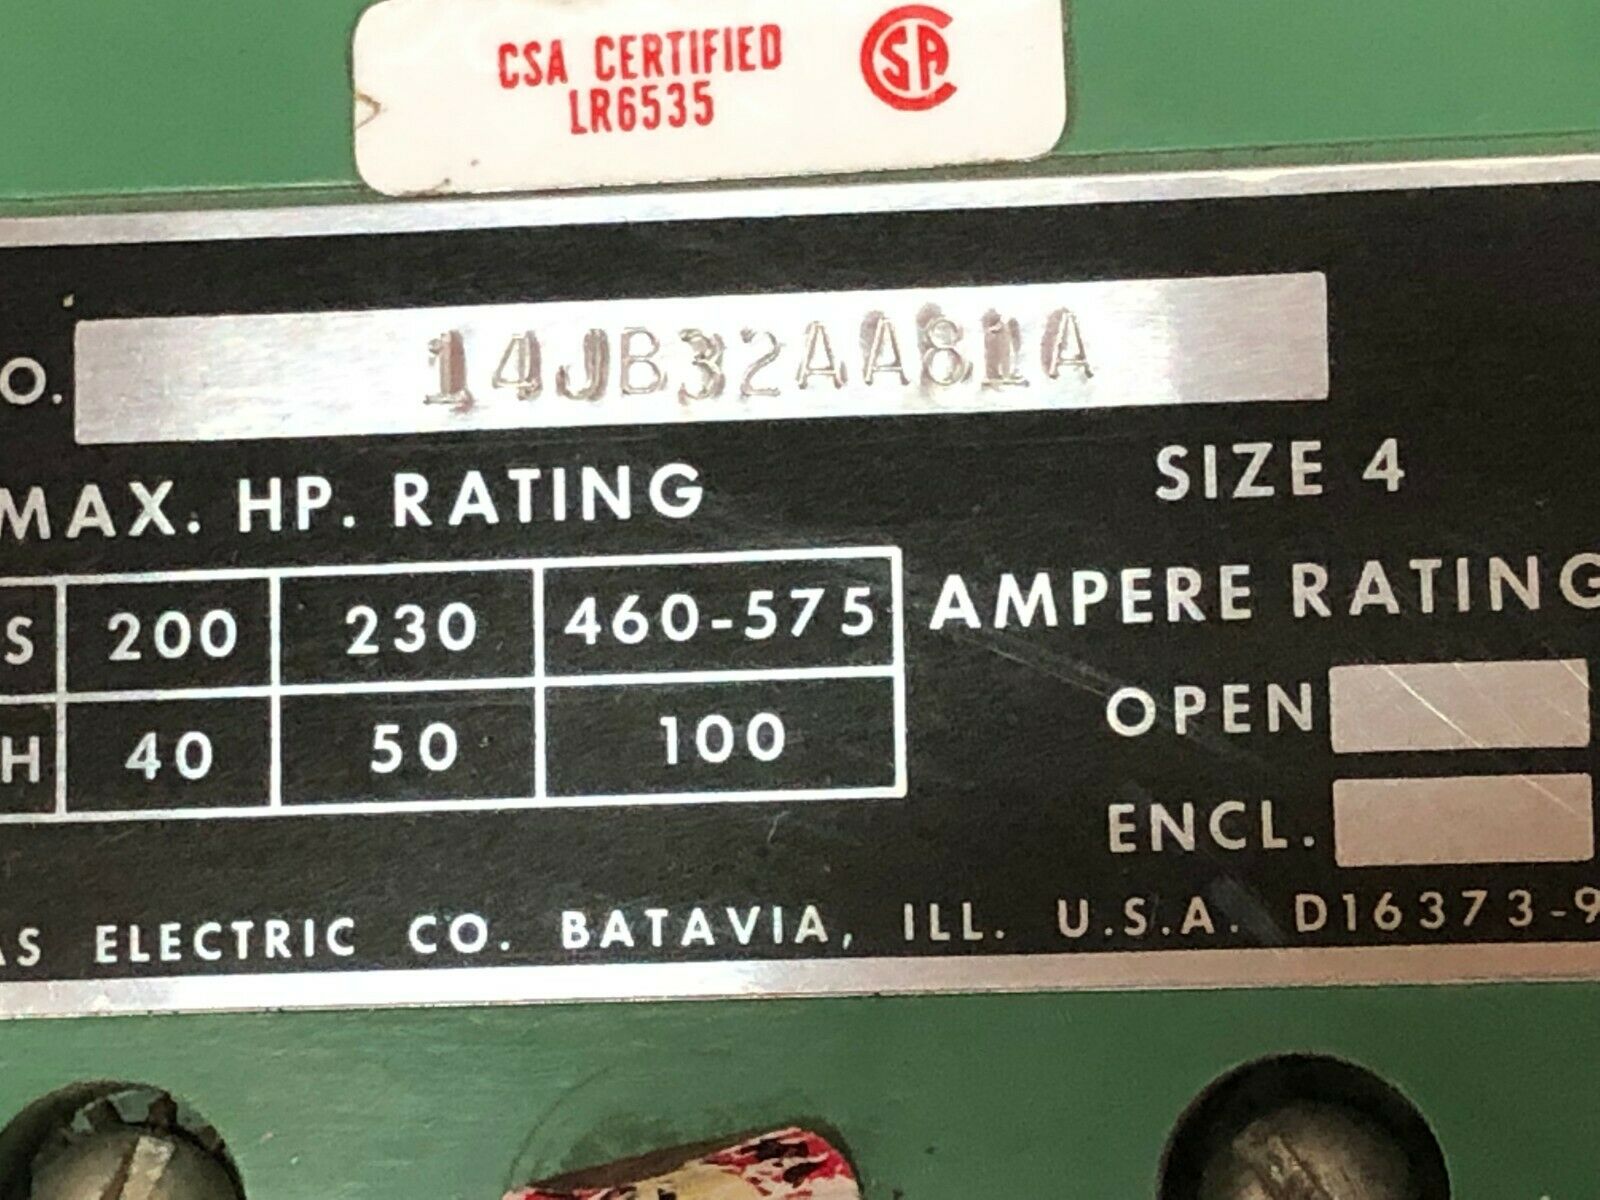 CSA CERTIFIED
LR6535
CSA
O. 14JB32AA81A
MAX. HP. RATING
SIZE 4
S 200 230 460-575
H 40 50 100
AMPERE RATING
OPEN
ENCL.
AS ELECTRIC CO. BATAVIA, ILL. U.S.A. D16373-9